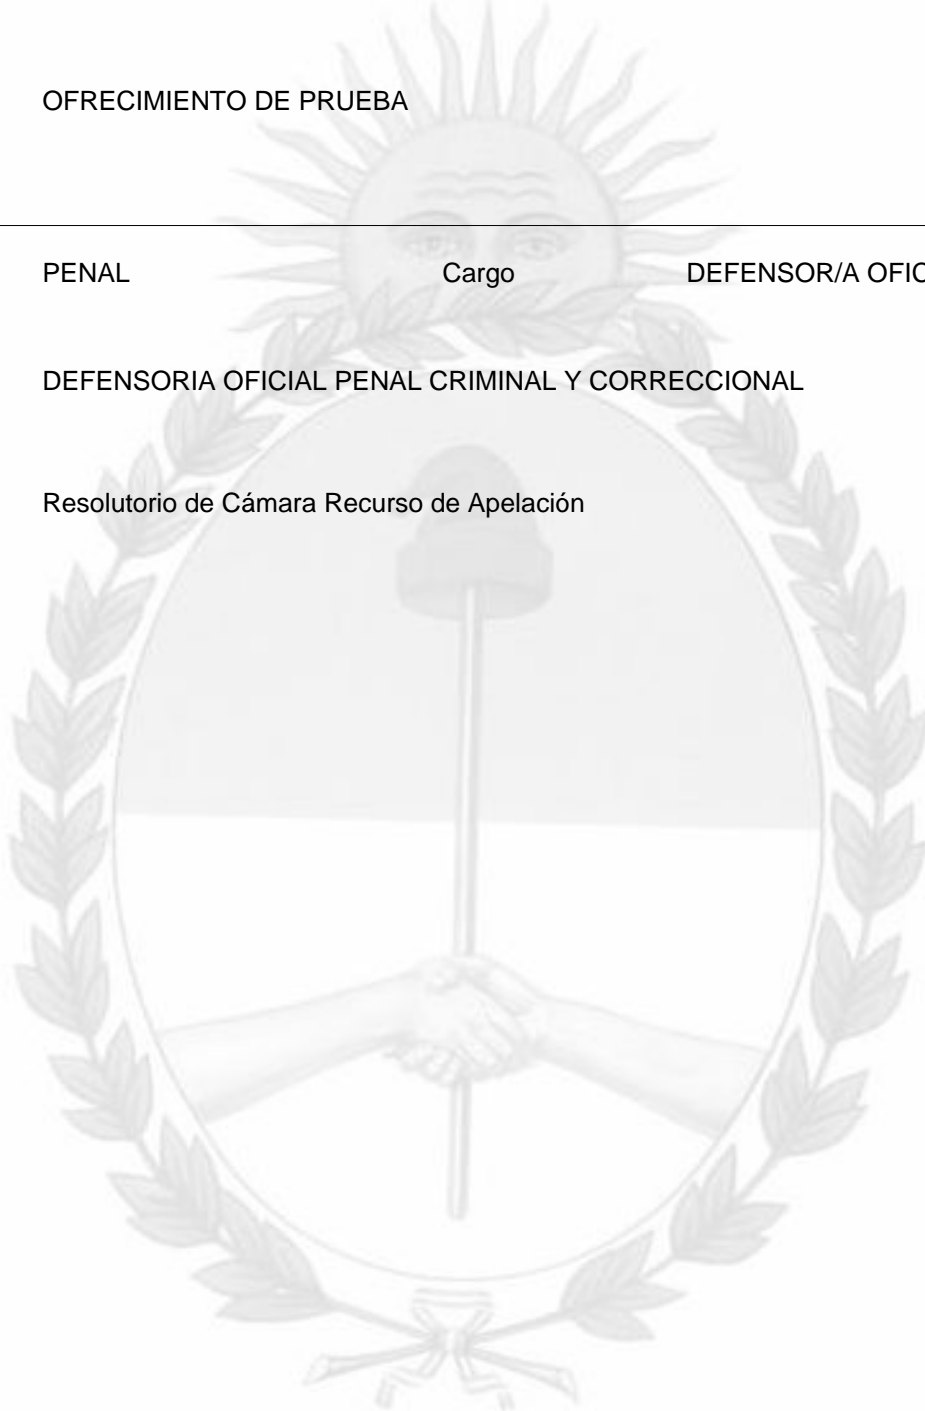 OFRECIMIENTO DE PRUEBA
PENAL Cargo DEFENSOR/A OFIC
DEFENSORIA OFICIAL PENAL CRIMINAL Y CORRECCIONAL
Resolutorio de Cámara Recurso de Apelación